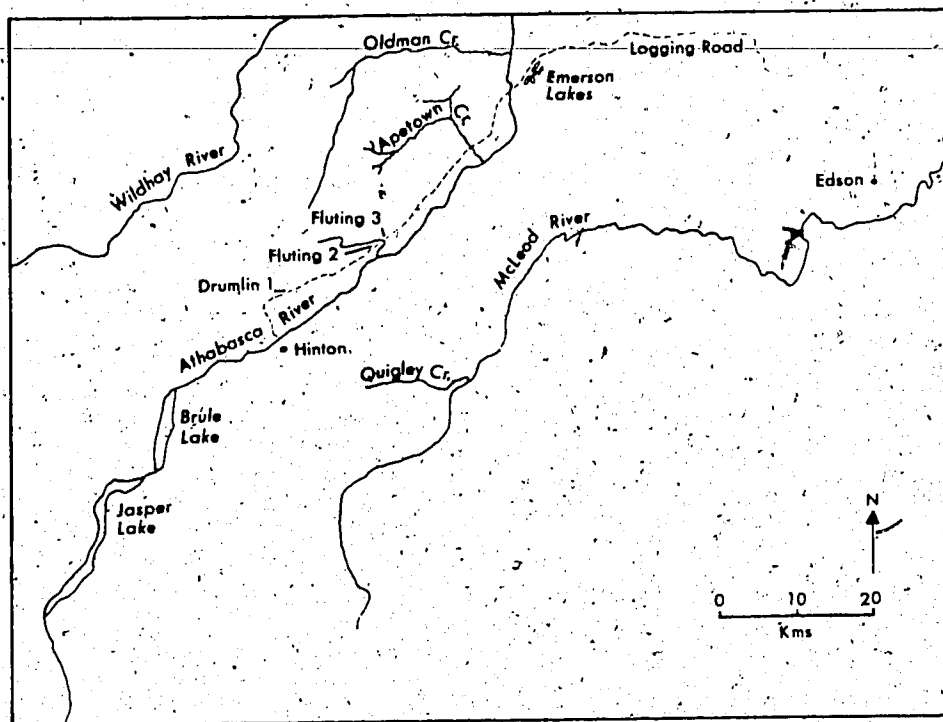 Oldman Cr.
Logging Road
Emerson
Lakes
Apetown
Cr.
Wildhay River
Edson
Fluting 3
McLeod River
Fluting 2
Drumlin 1
Athabasca River
Hinton.
Quigley Cr.
Brule
Lake
Jasper
Lake
N
0 10 20
Kms